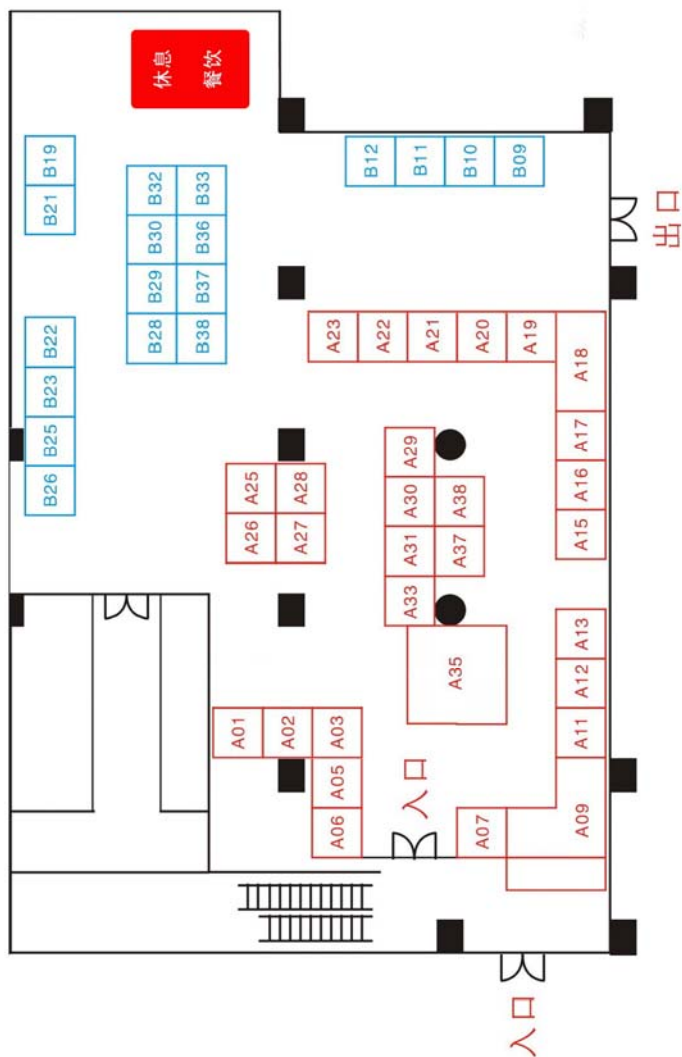 休息
餐饮
B19
B21
B22
B23
B25
B26
B32
B33
B30
B36
B29
B37
B28
B38
B12
B11
B10
B09
出口
A23
A22
A21
A20
A19
A18
A17
A16
A15
A25
A28
A26
A27
A29
A30
A38
A31
A37
A33
A35
A13
A12
A11
A09
A01
A02
A03
A05
A06
入口
A07
入口